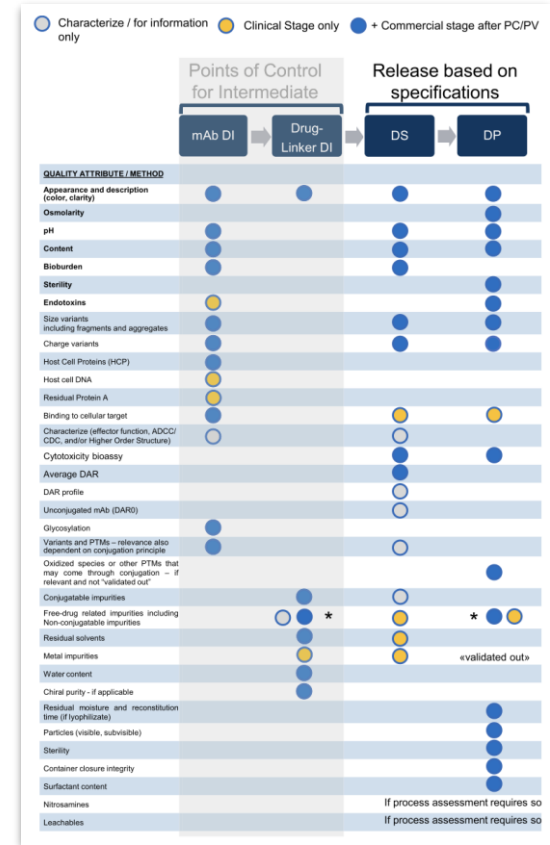 Characterize / for information
only
Clinical Stage only
+ Commercial stage after PC/PV
Points of Control
for Intermediate
Release based on
specifications
mAb DI
Drug-
Linker DI
DS
DP
QUALITY ATTRIBUTE / METHOD
Appearance and description
(color, clarity)
Osmolarity
pH
Content
Bioburden
Sterility
Endotoxins
Size variants
including fragments and aggregates
Charge variants
Host Cell Proteins (HCP)
Host cell DNA
Residual Protein A
Binding to cellular target
Characterize (effector function, ADCC/
CDC, and/or Higher Order Structure)
Cytotoxicity bioassy
Average DAR
DAR profile
Unconjugated mAb (DAR0)
Glycosylation
Variants and PTMs – relevance also
dependent on conjugation principle
Oxidized species or other PTMs that
may come through conjugation – if
relevant and not "validated out"
Conjugatable impurities
Free-drug related impurities including
Non-conjugatable impurities
*
*
Residual solvents
Metal impurities
«validated out»
Water content
Chiral purity - if applicable
Residual moisture and reconstitution
time (if lyophilizate)
Particles (visible, subvisible)
Sterility
Container closure integrity
Surfactant content
Nitrosamines
If process assessment requires so
Leachables
If process assessment requires so